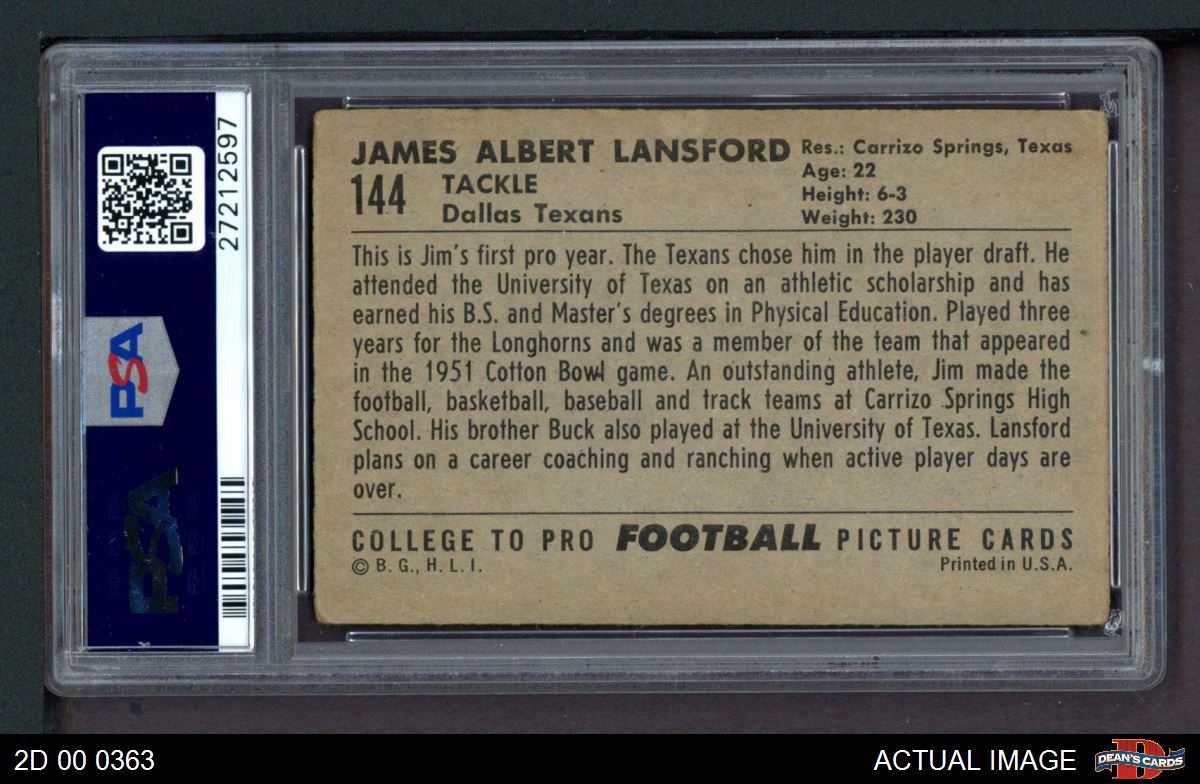 JAMES ALBERT LANSFORD
144
TACKLE
Dallas Texans
Res.: Carrizo Springs, Texas
Age: 22
Height: 6-3
Weight: 230
This is Jim's first pro year. The Texans chose him in the player draft. He
attended the University of Texas on an athletic scholarship and has
earned his B.S. and Master's degrees in Physical Education. Played three
years for the Longhorns and was a member of the team that appeared
in the 1951 Cotton Bowl game. An outstanding athlete, Jim made the
football, basketball, baseball and track teams at Carrizo Springs High
School. His brother Buck also played at the University of Texas. Lansford
plans on a career coaching and ranching when active player days are
over.
COLLEGE TO PRO FOOTBALL PICTURE CARDS
© B. G., H. L. I.
Printed in U.S.A.
27212597
PSA
PSA
2D 00 0363
ACTUAL IMAGE
D
DEAN'S CARDS